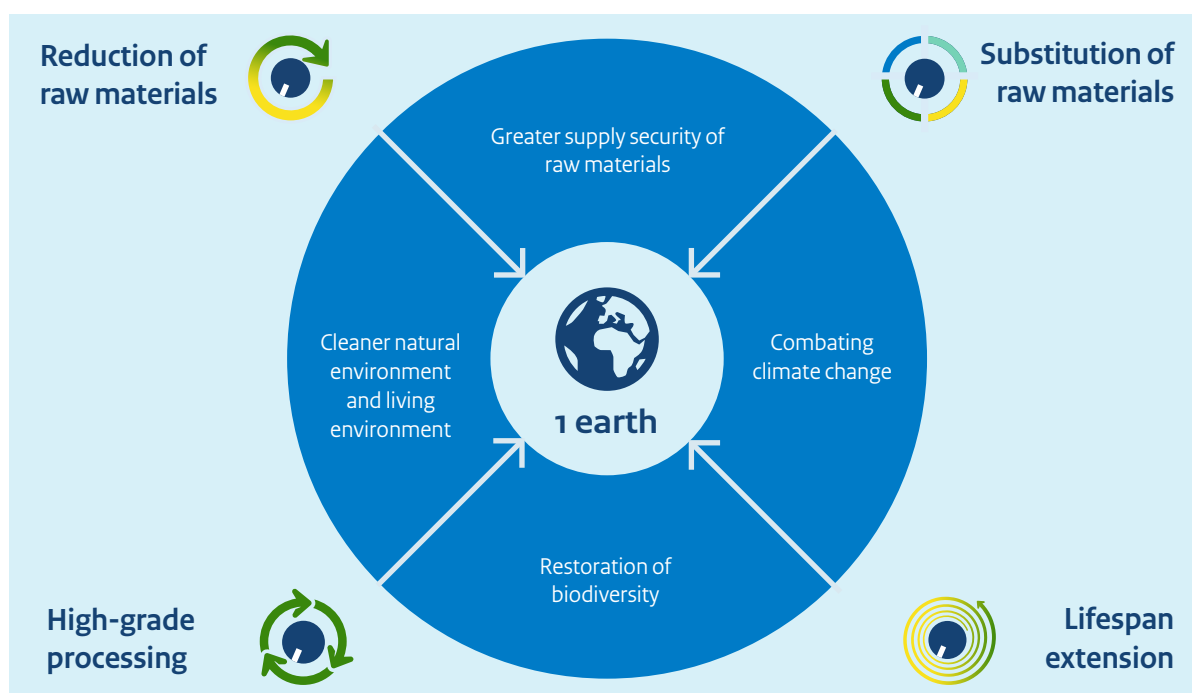 Reduction of
raw materials
Substitution of
raw materials
Greater supply security of
raw materials
Cleaner natural
environment
and living
environment
1 earth
Combating
climate change
Restoration of
biodiversity
High-grade
processing
Lifespan
extension